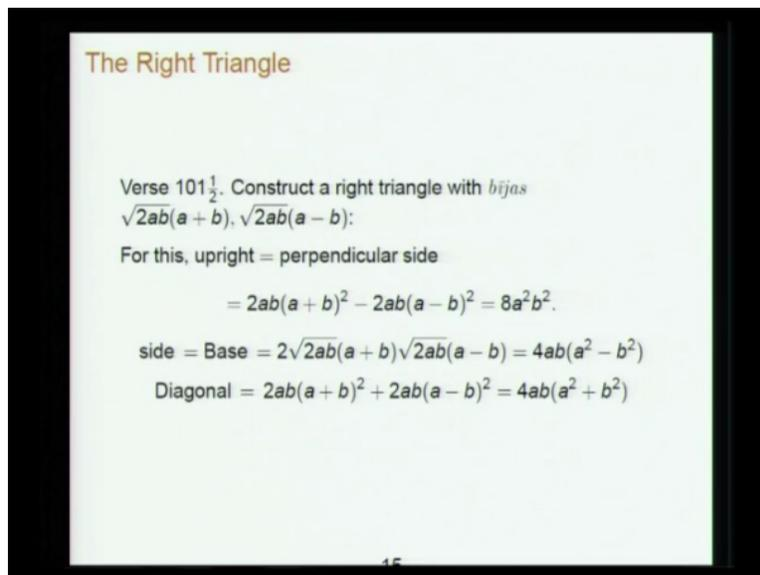 The Right Triangle
Verse 101½. Construct a right triangle with bījas
√2ab(a + b), √2ab(a − b):
For this, upright = perpendicular side
= 2ab(a + b)² − 2ab(a − b)² = 8a²b².
side = Base = 2√2ab(a + b)√2ab(a − b) = 4ab(a² − b²)
Diagonal = 2ab(a + b)² + 2ab(a − b)² = 4ab(a² + b²)